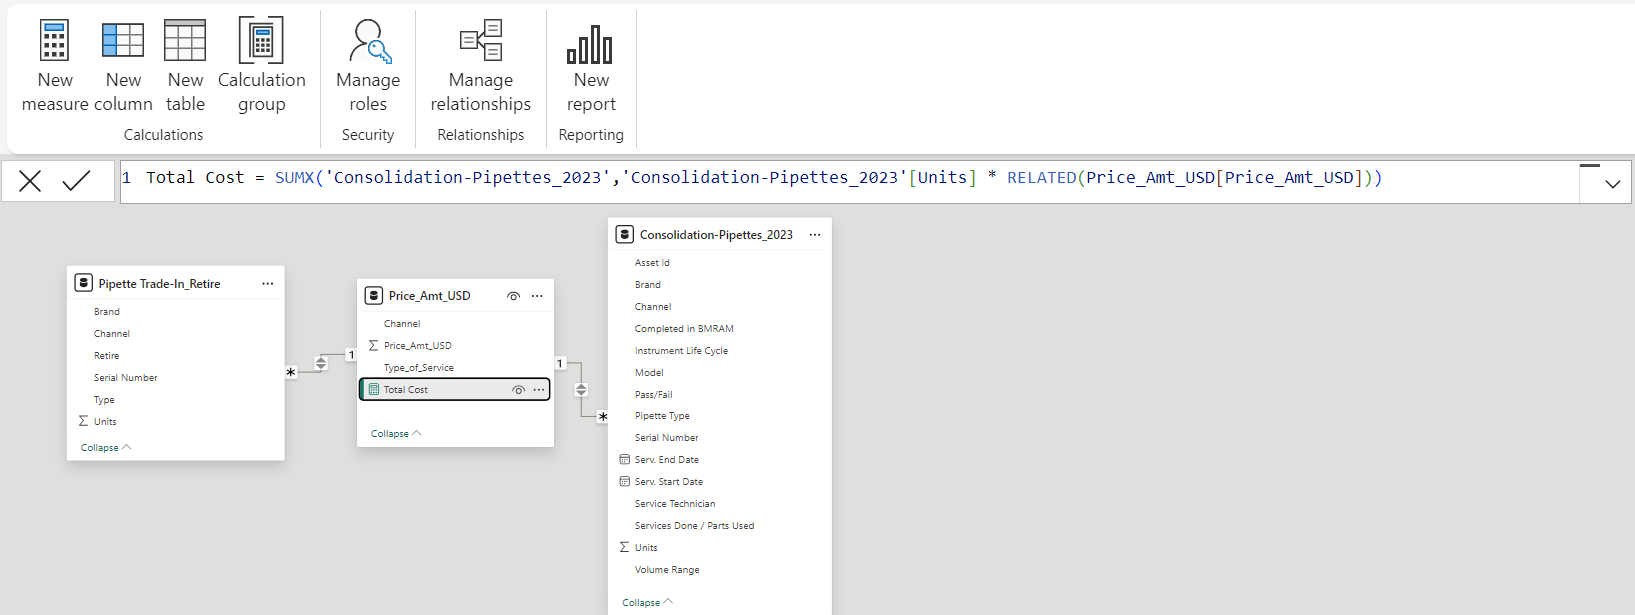 New measure
New column
New table
Calculation group
Manage roles
Manage relationships
New report
Calculations
Security
Relationships
Reporting
1 Total Cost = SUMX('Consolidation-Pipettes_2023','Consolidation-Pipettes_2023'[Units] * RELATED(Price_Amt_USD[Price_Amt_USD]))
Pipette Trade-In_Retire
Brand
Channel
Retire
Serial Number
Type
Units
Collapse
*
1
Price_Amt_USD
Channel
Price_Amt_USD
Type_of_Service
Total Cost
Collapse
1
*
Consolidation-Pipettes_2023
Asset Id
Brand
Channel
Completed in BMRAM
Instrument Life Cycle
Model
Pass/Fail
Pipette Type
Serial Number
Serv. End Date
Serv. Start Date
Service Technician
Services Done / Parts Used
Units
Volume Range
Collapse